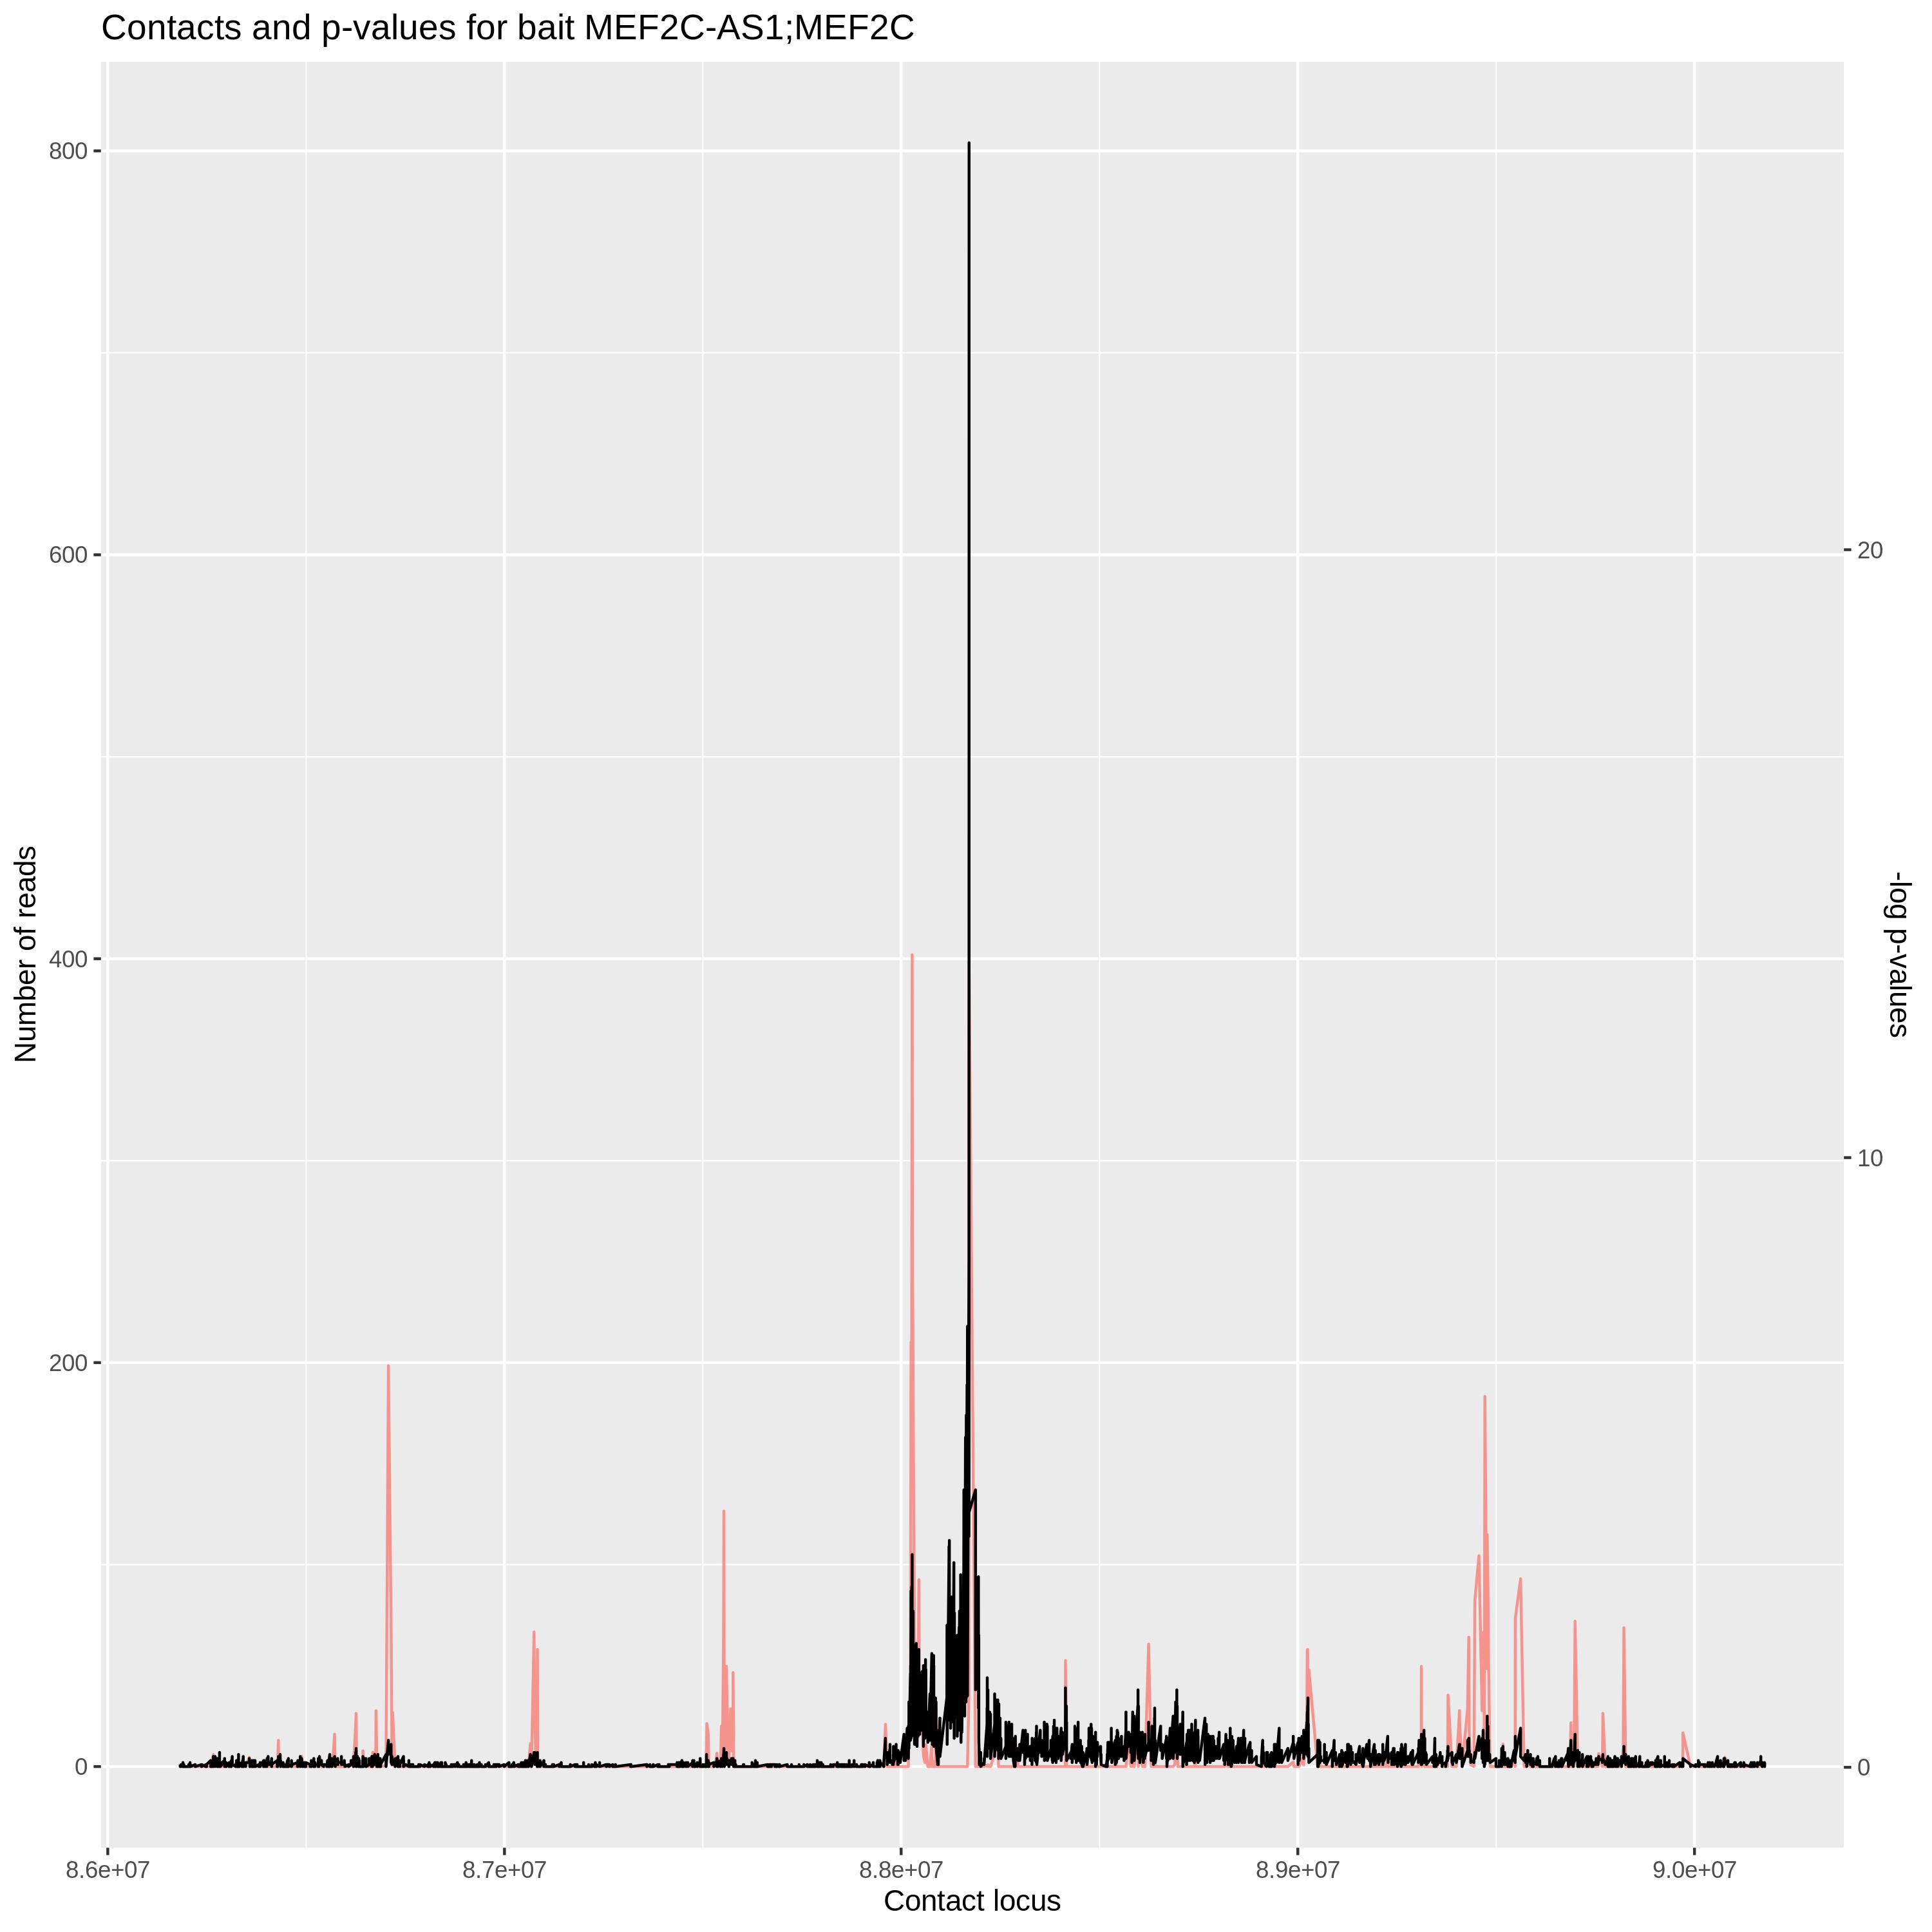 Contacts and p-values for bait MEF2C-AS1;MEF2C
800
600
400
200
0
Number of reads
20
10
0
-log p-values
8.6e+07
8.7e+07
8.8e+07
8.9e+07
9.0e+07
Contact locus